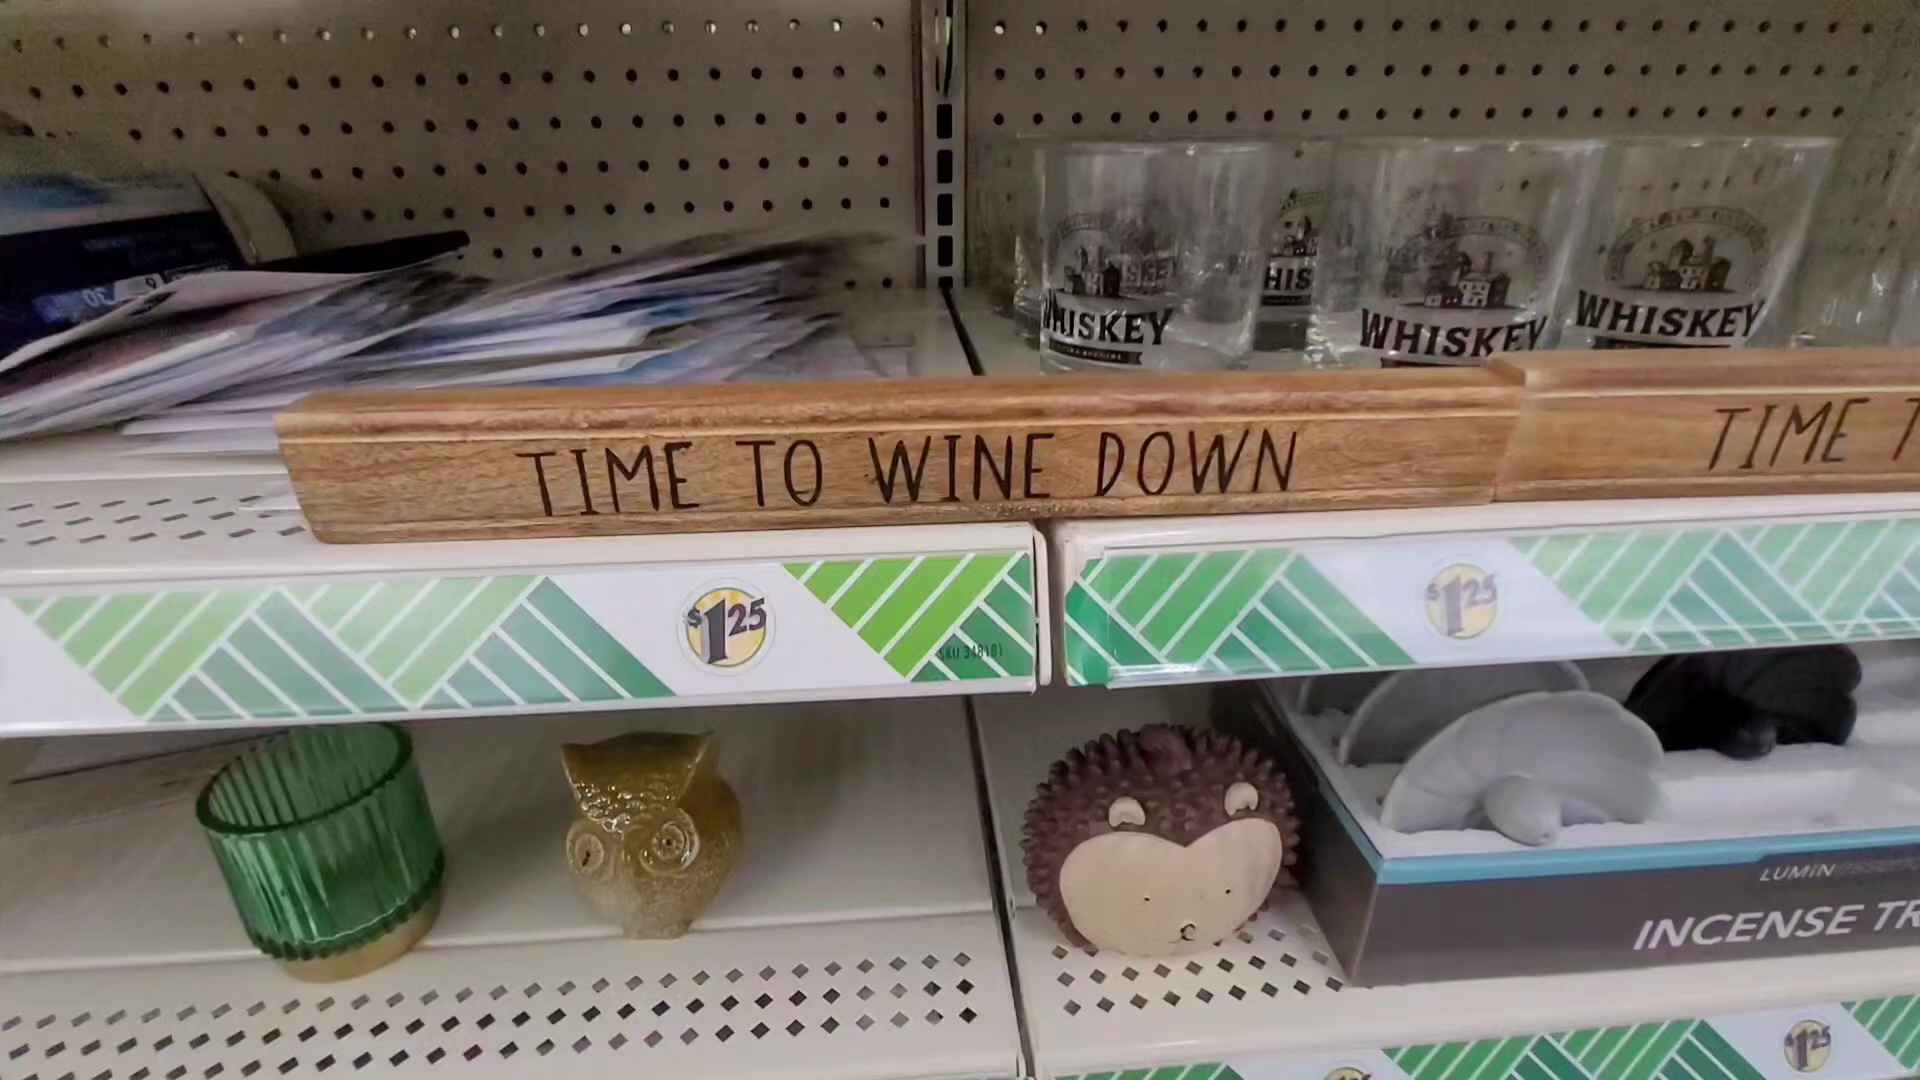 WHISKEY
WHISKEY
WHISKEY
HIS
TIME TO WINE DOWN
TIME T
$1.25
SKU 348181
$1.25
LUMIN
INCENSE TR
$1.25